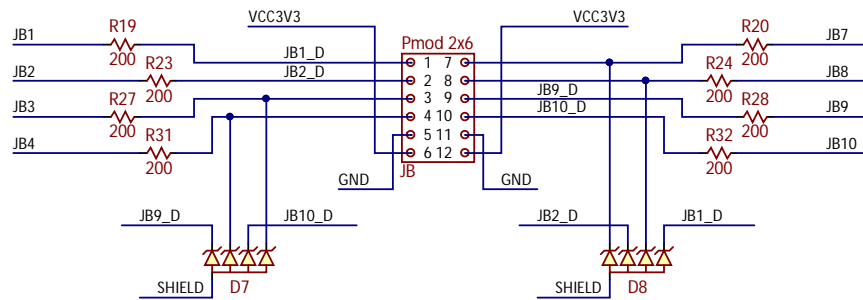 VCC3V3 VCC3V3
JB1 R19 200 Pmod 2x6 R20 200 JB7
JB2 R23 200 JB1_D 1 7 R24 200 JB8
JB2_D 2 8
JB3 R27 200 3 9 JB9_D R28 200 JB9
JB4 R31 200 4 10 JB10_D R32 200 JB10
5 11
6 12
JB
GND GND
JB9_D JB10_D JB2_D JB1_D
SHIELD D7 SHIELD D8